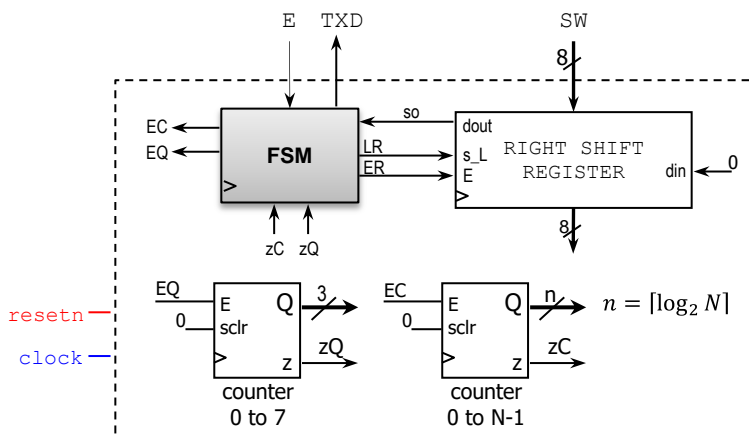 E TXD SW
8
EC
EQ
FSM
so
LR
ER
dout
s_L
E
RIGHT SHIFT
REGISTER
din
0
zC zQ
8
resetn
clock
EQ
0
E
sclr
Q
z
3
zQ
counter
0 to 7
EC
0
E
sclr
Q
z
n
zC
counter
0 to N-1
n = ⌈log₂ N⌉